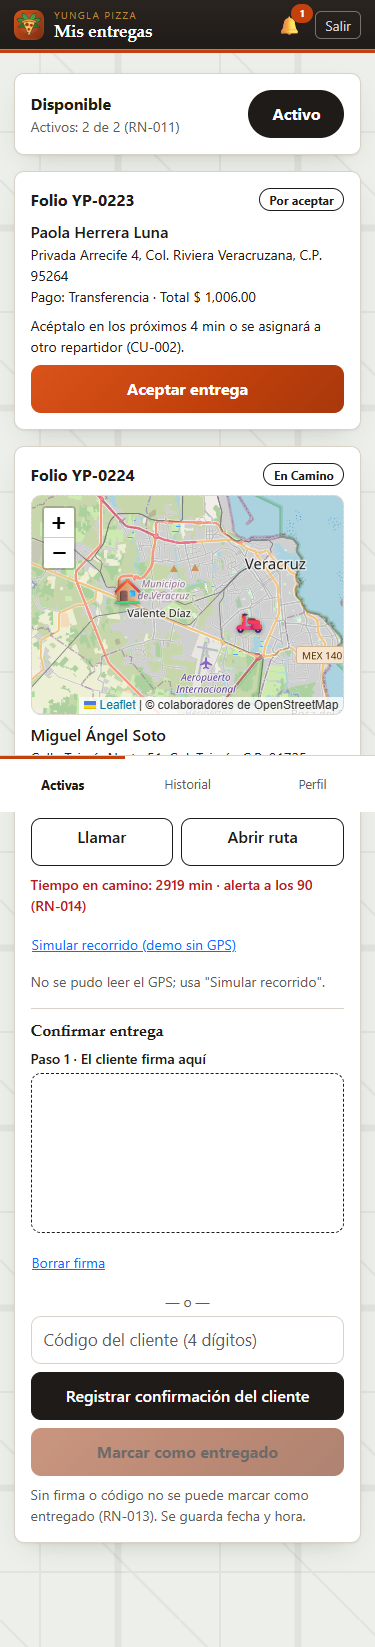 YUNGLA PIZZA
Mis entregas
1
Salir
Disponible
Activos: 2 de 2 (RN-011)
Activo
Folio YP-0223
Por aceptar
Paola Herrera Luna
Privada Arrecife 4, Col. Riviera Veracruzana, C.P.
95264
Pago: Transferencia · Total $ 1,006.00
Acéptalo en los próximos 4 min o se asignará a
otro repartidor (CU-002).
Aceptar entrega
Folio YP-0224
En Camino
+
−
Veracruz
Municipio
de Veracruz
Valente Díaz
MEX 140
Aeropuerto
Internacional
Leaflet | © colaboradores de OpenStreetMap
Miguel Ángel Soto
Activas
Historial
Perfil
Llamar
Abrir ruta
Tiempo en camino: 2919 min · alerta a los 90
(RN-014)
Simular recorrido (demo sin GPS)
No se pudo leer el GPS; usa "Simular recorrido".
Confirmar entrega
Paso 1 · El cliente firma aquí
Borrar firma
— o —
Código del cliente (4 dígitos)
Registrar confirmación del cliente
Marcar como entregado
Sin firma o código no se puede marcar como
entregado (RN-013). Se guarda fecha y hora.